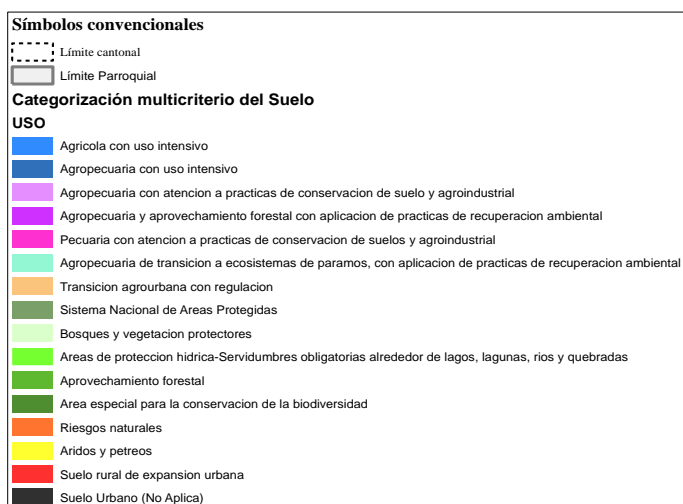 Símbolos convencionales
Límite cantonal
Límite Parroquial
Categorización multicriterio del Suelo
USO
Agricola con uso intensivo
Agropecuaria con uso intensivo
Agropecuaria con atencion a practicas de conservacion de suelo y agroindustrial
Agropecuaria y aprovechamiento forestal con aplicacion de practicas de recuperacion ambiental
Pecuaria con atencion a practicas de conservacion de suelos y agroindustrial
Agropecuaria de transicion a ecosistemas de paramos, con aplicacion de practicas de recuperacion ambiental
Transicion agrourbana con regulacion
Sistema Nacional de Areas Protegidas
Bosques y vegetacion protectores
Areas de proteccion hidrica-Servidumbres obligatorias alrededor de lagos, lagunas, rios y quebradas
Aprovechamiento forestal
Area especial para la conservacion de la biodiversidad
Riesgos naturales
Aridos y petreos
Suelo rural de expansion urbana
Suelo Urbano (No Aplica)